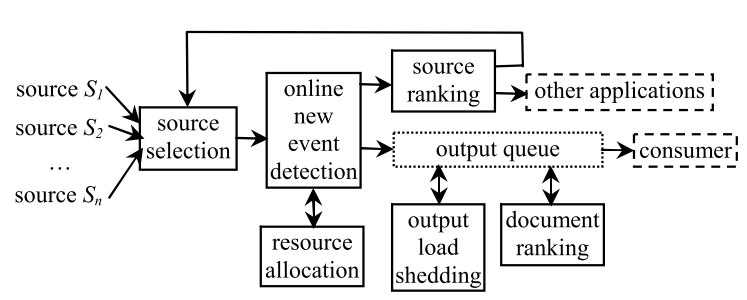 source S1
source S2
…
source Sn
source
selection
online
new
event
detection
resource
allocation
source
ranking
other applications
output queue
consumer
output
load
shedding
document
ranking